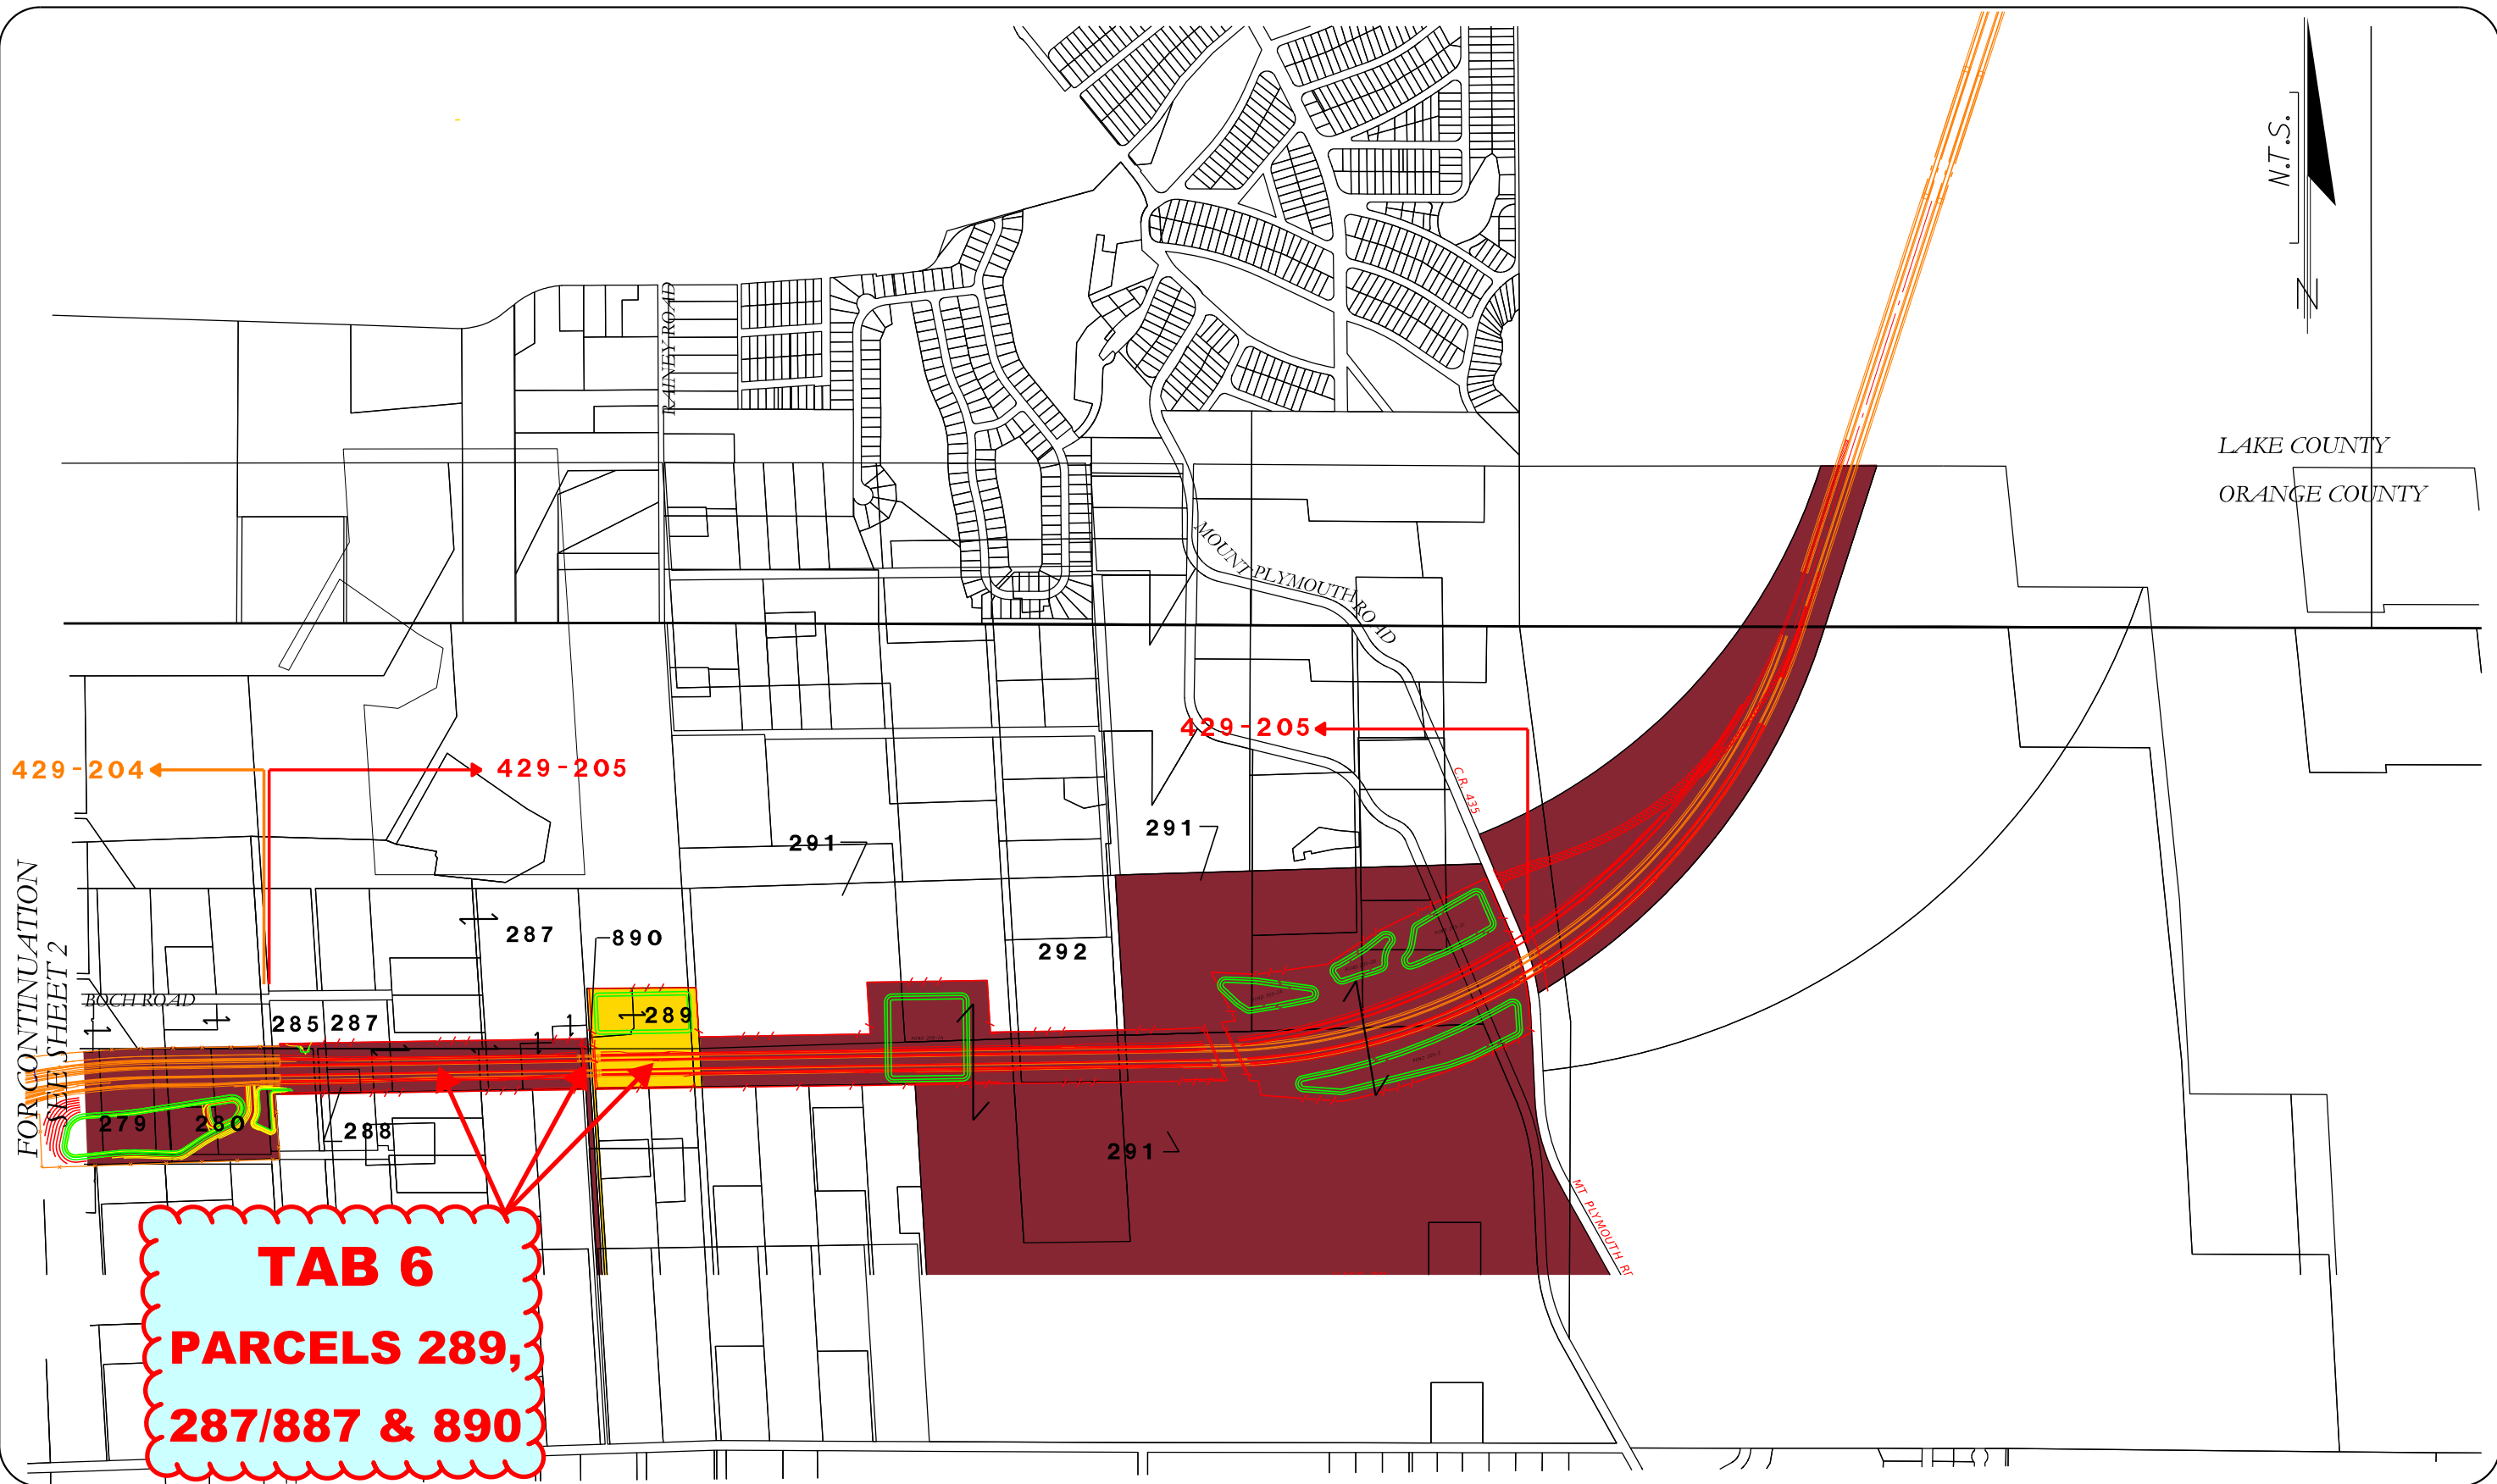 N.T.S.
N
RAINEY ROAD
LAKE COUNTY
ORANGE COUNTY
MOUNT PLYMOUTH ROAD
429-204
429-205
429-205
C.R. 435
291
291
287
890
292
FOR CONTINUATION
SEE SHEET 2
BOCH ROAD
285
287
289
279
280
288
291
MT. PLYMOUTH
TAB 6
PARCELS 289,
287/887 & 890